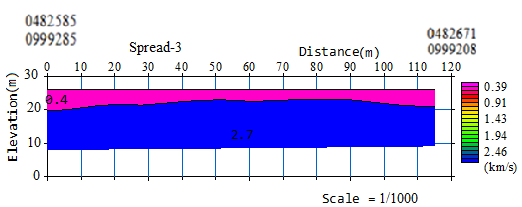 0482585
0999285
0482671
0999208
Spread-3
Distance(m)
0 10 20 30 40 50 60 70 80 90 100 110 120
Elevation(m)
30
20
10
0
0.4
2.7
0.39
0.91
1.43
1.94
2.46
(km/s)
Scale = 1/1000